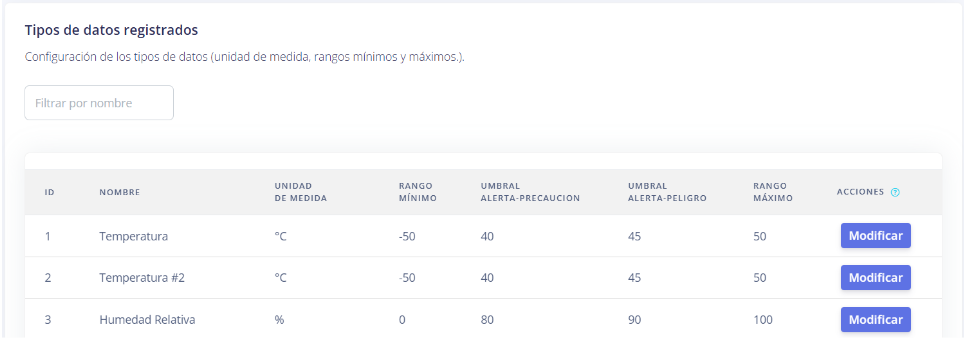 Tipos de datos registrados
Configuración de los tipos de datos (unidad de medida, rangos mínimos y máximos.).
Filtrar por nombre
ID NOMBRE UNIDAD DE MEDIDA RANGO MÍNIMO UMBRAL ALERTA-PRECAUCION UMBRAL ALERTA-PELIGRO RANGO MÁXIMO ACCIONES ?
1 Temperatura °C -50 40 45 50 Modificar
2 Temperatura #2 °C -50 40 45 50 Modificar
3 Humedad Relativa % 0 80 90 100 Modificar